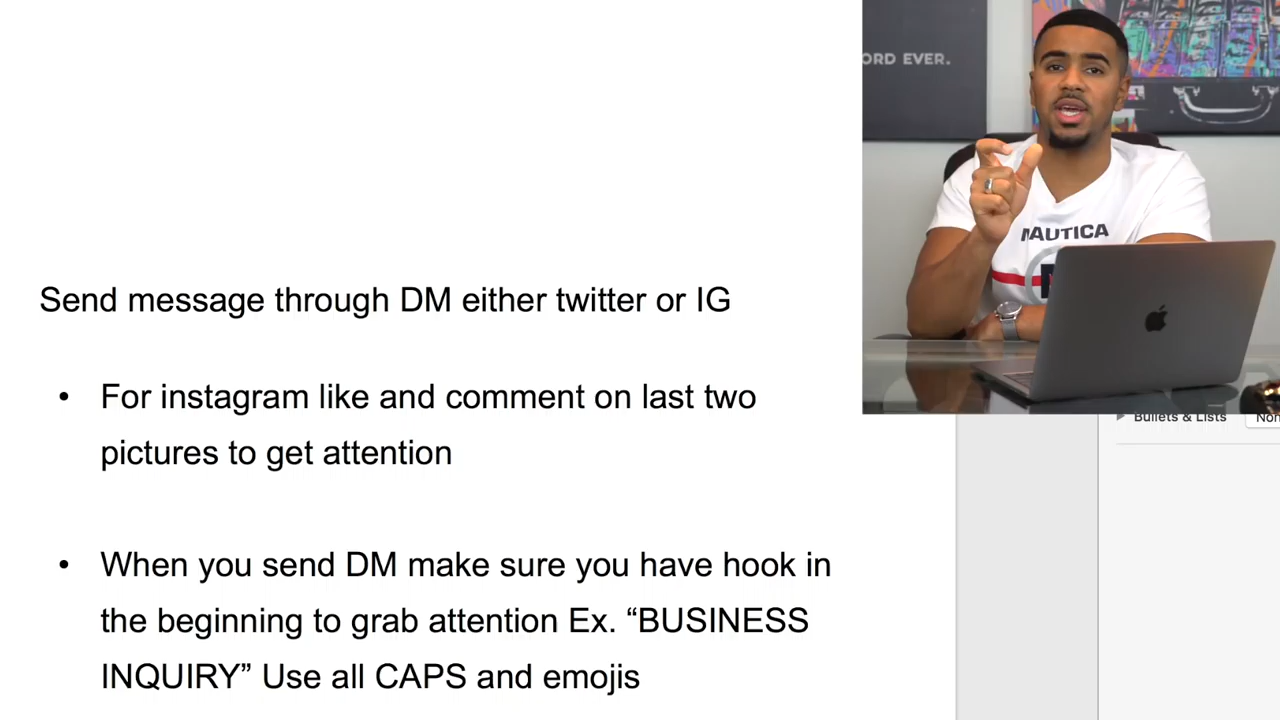 ORD EVER.
NAUTICA
Send message through DM either twitter or IG
• For instagram like and comment on last two
pictures to get attention
• When you send DM make sure you have hook in
the beginning to grab attention Ex. “BUSINESS
INQUIRY” Use all CAPS and emojis
Bullets & Lists
Non